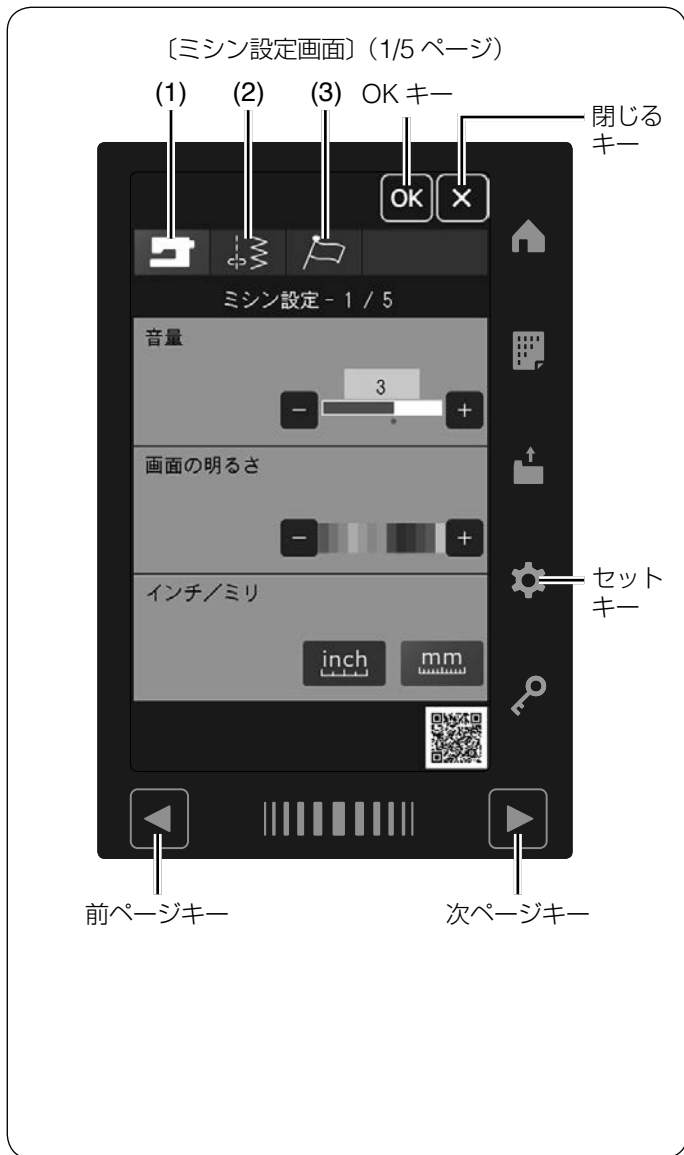 〔ミシン設定画面〕(1/5 ページ)
(1) (2) (3) OK キー
閉じる
キー
OK ×
ミシン設定 - 1 / 5
音量
3
- +
画面の明るさ
- +
セット
キー
インチ/ミリ
inch mm
前ページキー 次ページキー